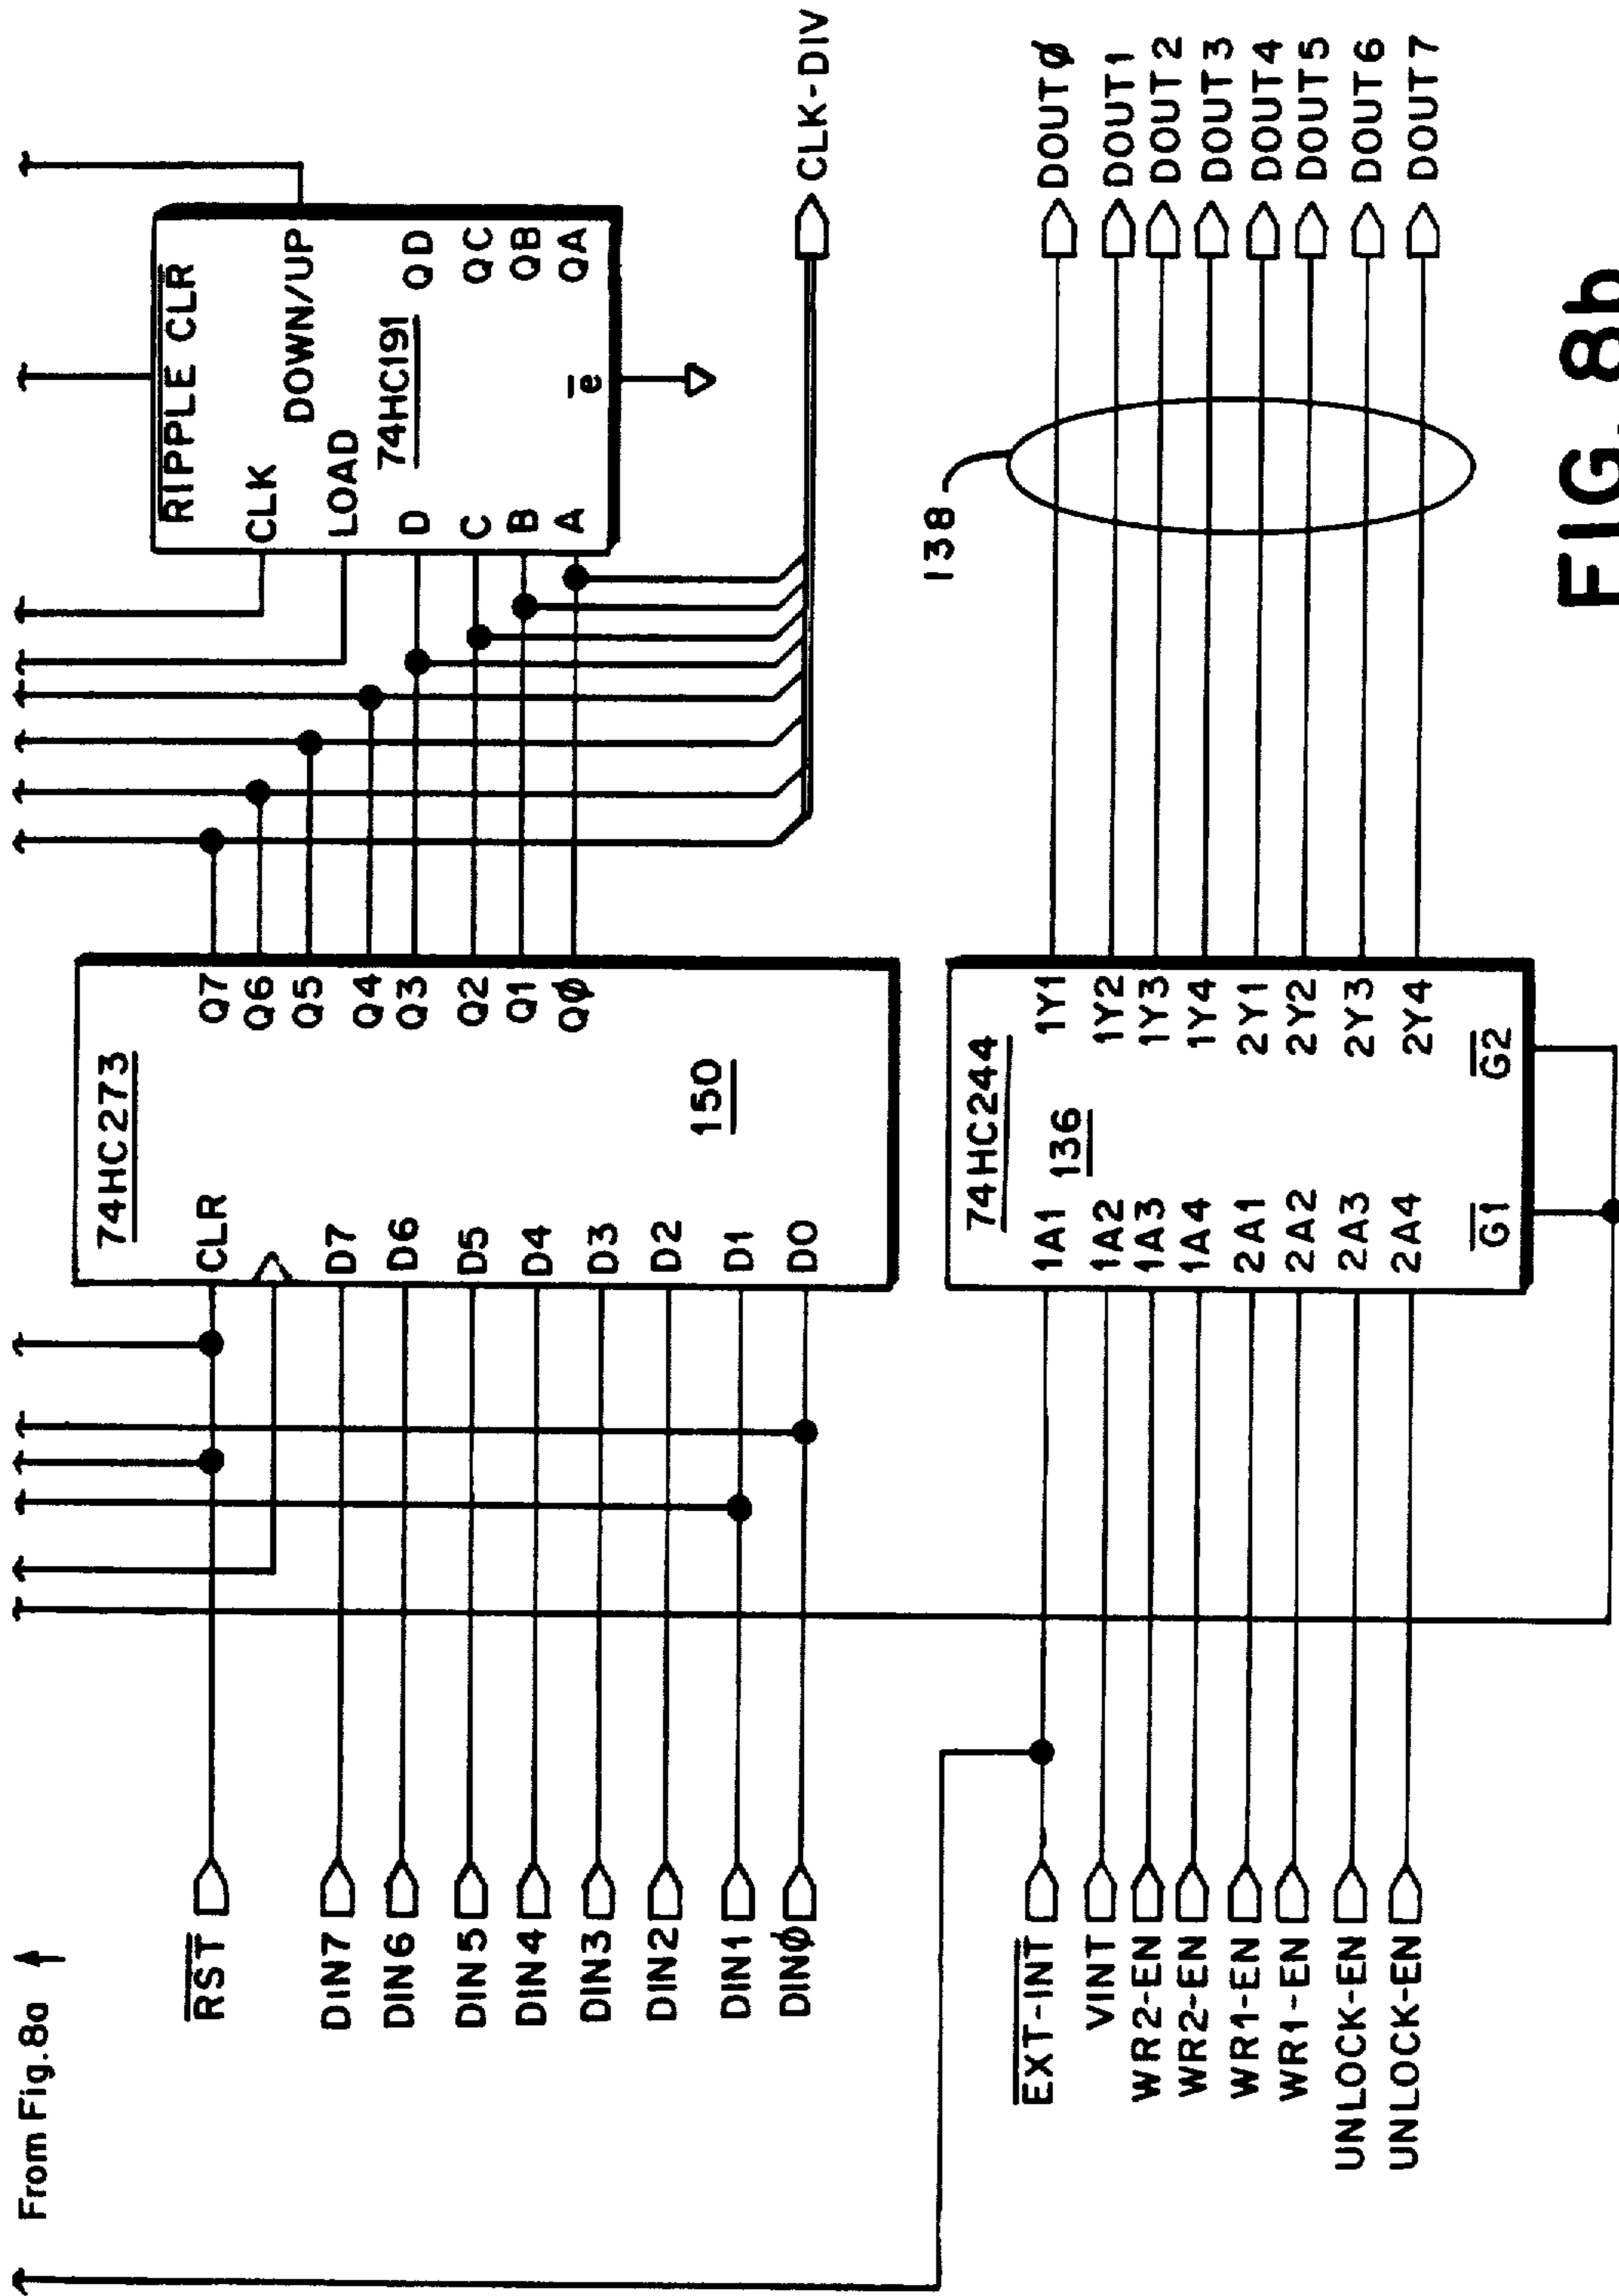 From Fig.8a
RST
DIN7
DIN6
DIN5
DIN4
DIN3
DIN2
DIN1
DINØ
74HC273
CLR
D7
D6
D5
D4
D3
D2
D1
D0
150
Q7
Q6
Q5
Q4
Q3
Q2
Q1
QØ
RIPPLE CLR
CLK
DOWN/UP
LOAD
74HC191
D
C
B
A
QD
QC
QB
QA
e
CLK-DIV
EXT-INT
VINT
WR2-EN
WR2-EN
WR1-EN
WR1-EN
UNLOCK-EN
UNLOCK-EN
74HC244
136
1A1
1A2
1A3
1A4
2A1
2A2
2A3
2A4
G1
1Y1
1Y2
1Y3
1Y4
2Y1
2Y2
2Y3
2Y4
G2
138
DOUTØ
DOUT1
DOUT2
DOUT3
DOUT4
DOUT5
DOUT6
DOUT7
FIG. 8b